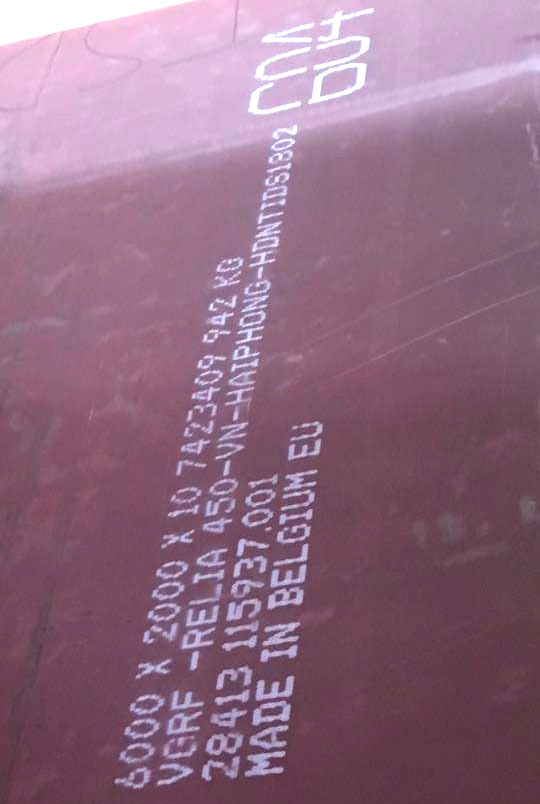 6000 X 2000 X 10 7423409 942 KG
VGRF -RELIA 450-VN-HAIPHONG-HDNTID61802
28413 115937.001
MADE IN BELGIUM EU